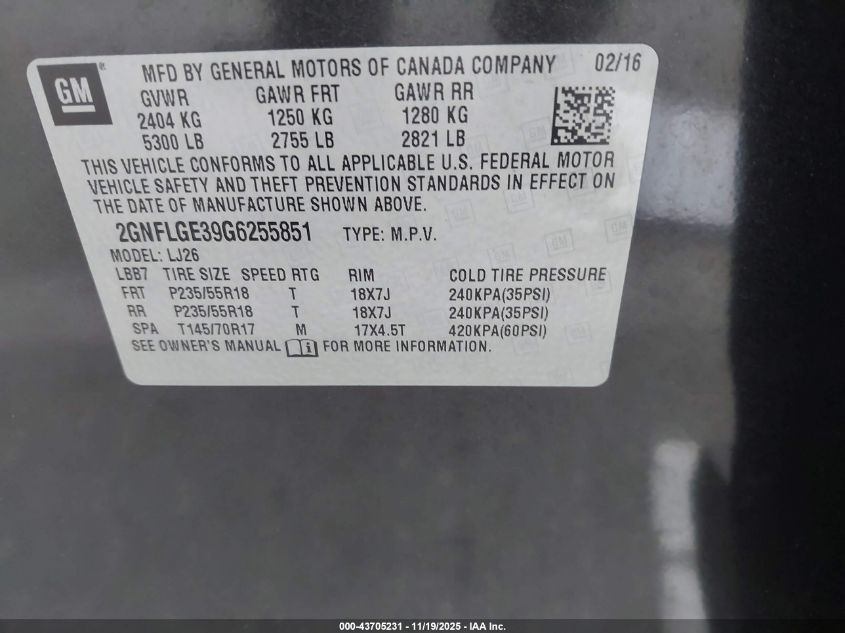 GM
MFD BY GENERAL MOTORS OF CANADA COMPANY 02/16
GVWR GAWR FRT GAWR RR
2404 KG 1250 KG 1280 KG
5300 LB 2755 LB 2821 LB
THIS VEHICLE CONFORMS TO ALL APPLICABLE U.S. FEDERAL MOTOR
VEHICLE SAFETY AND THEFT PREVENTION STANDARDS IN EFFECT ON
THE DATE OF MANUFACTURE SHOWN ABOVE.
2GNFLGE39G6255851 TYPE: M.P.V.
MODEL: LJ26
LBB7 TIRE SIZE SPEED RTG RIM COLD TIRE PRESSURE
FRT P235/55R18 T 18X7J 240KPA(35PSI)
RR P235/55R18 T 18X7J 240KPA(35PSI)
SPA T145/70R17 M 17X4.5T 420KPA(60PSI)
SEE OWNER'S MANUAL FOR MORE INFORMATION.
000-43705231 - 11/19/2025 - IAA Inc.